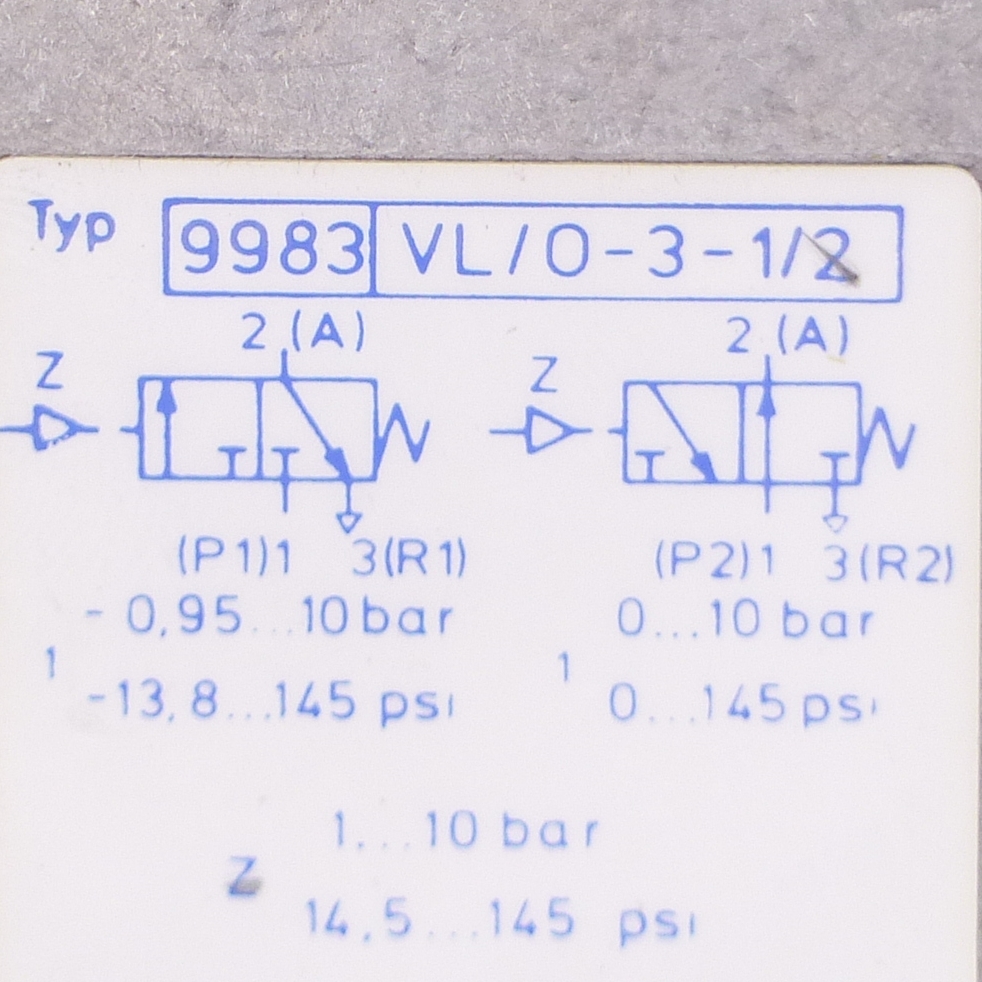 Typ 9983 VL/O-3-1/2
2 (A) 2 (A)
Z Z
(P1)1 3(R1) (P2)1 3(R2)
- 0,95...10 bar 0...10 bar
1 1
-13,8...145 psi 0...145 psi
1...10 bar
Z
14,5...145 psi